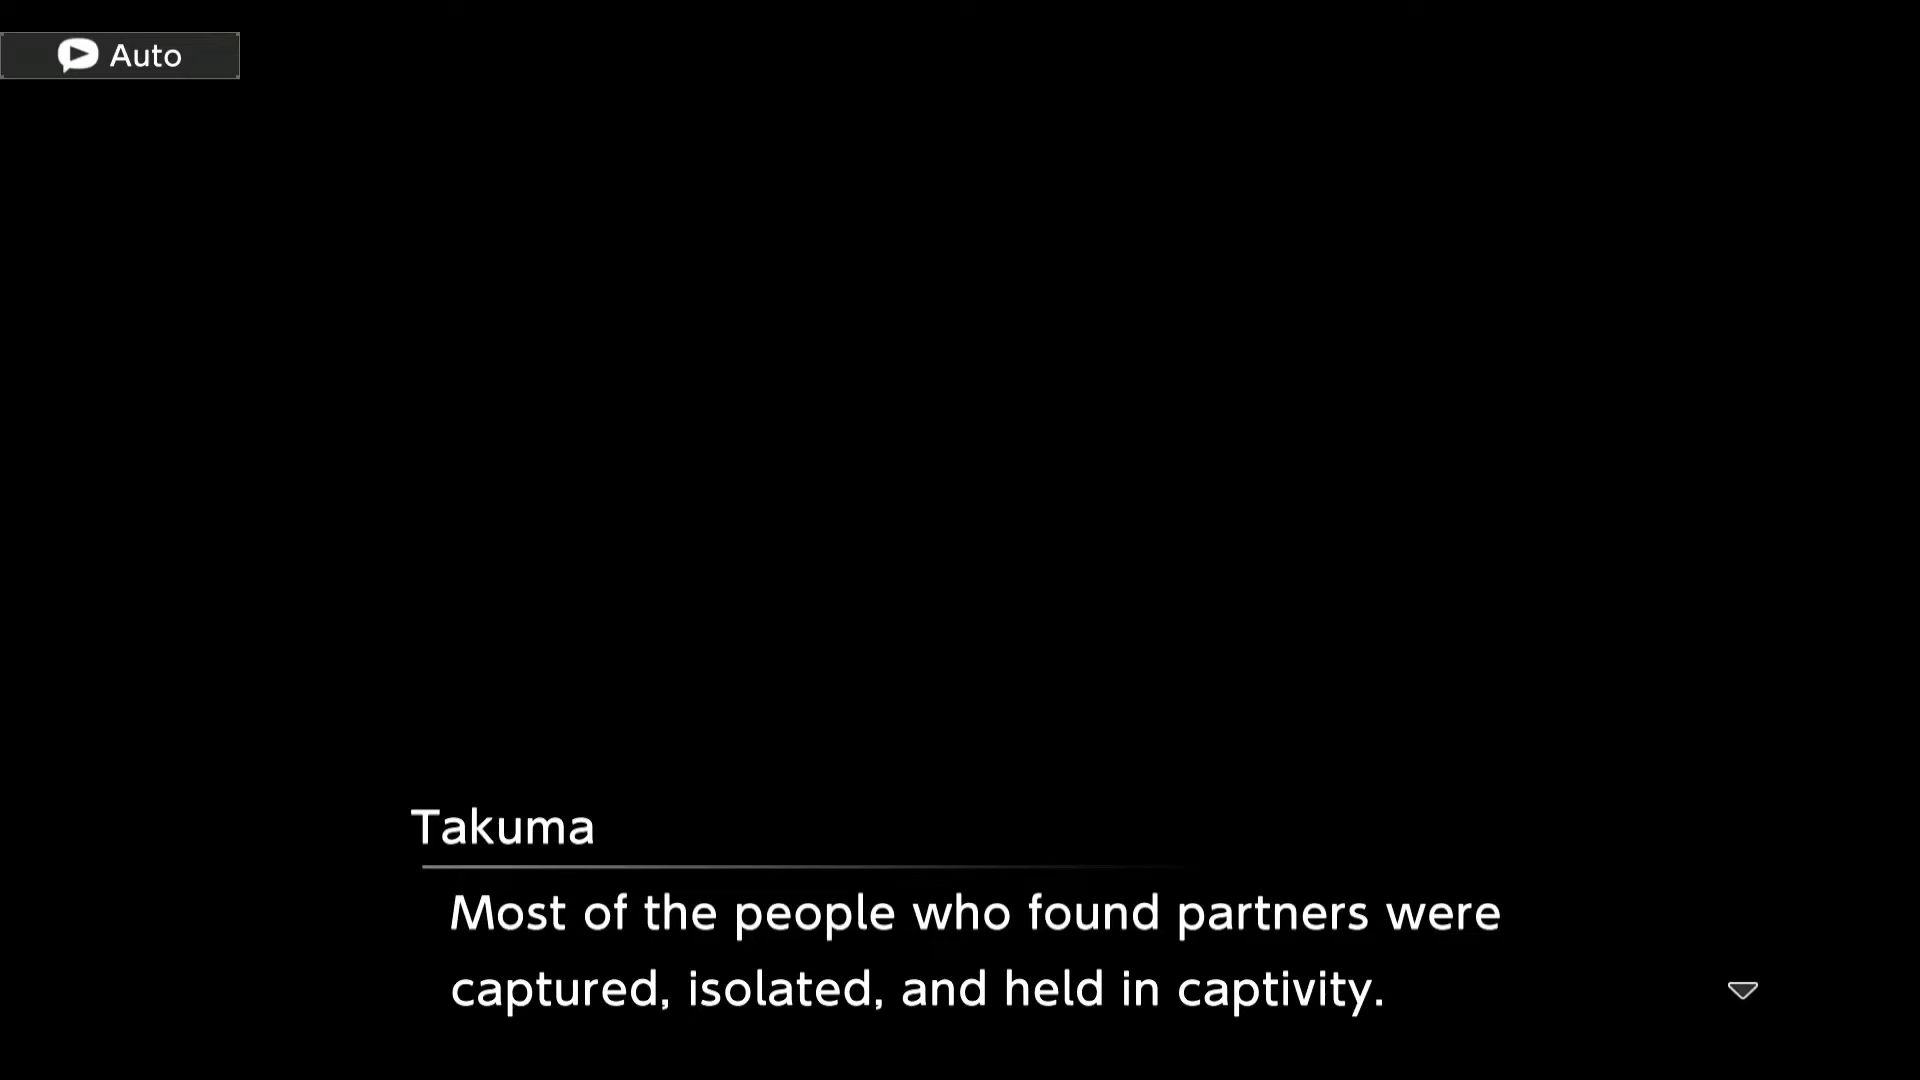 Auto
Takuma
Most of the people who found partners were
captured, isolated, and held in captivity.